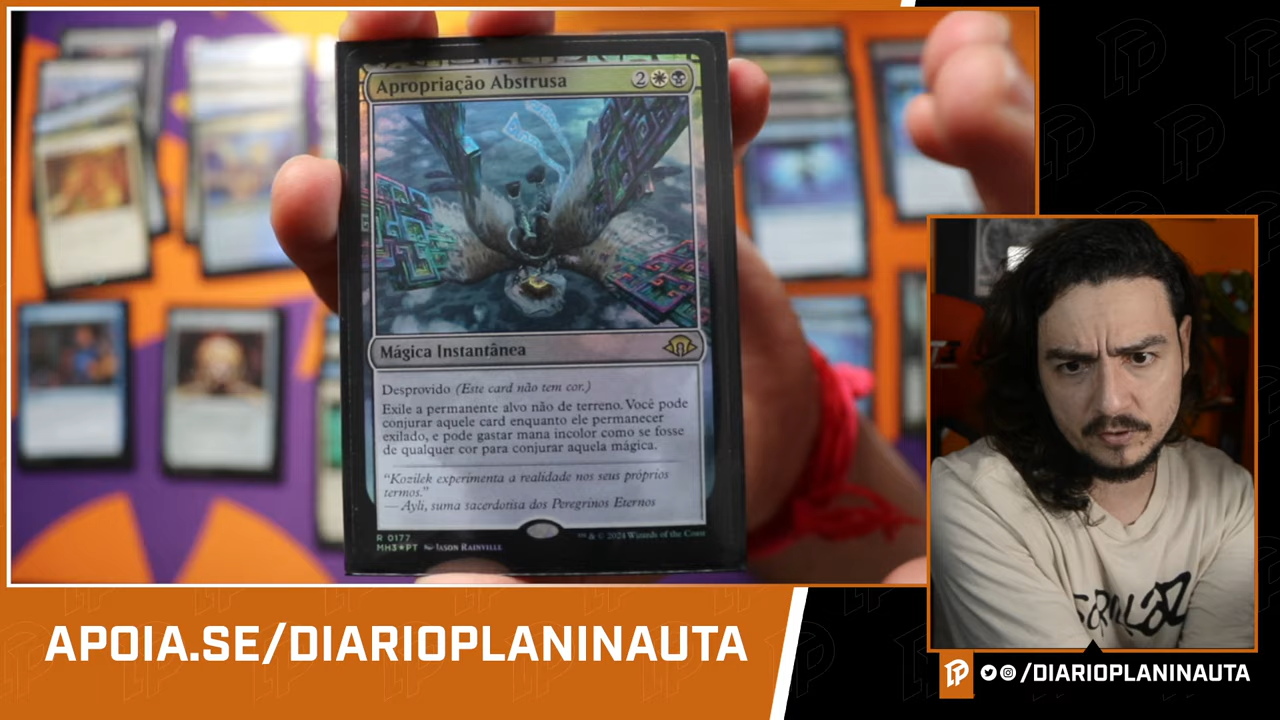 Apropriação Abstrusa
2
Mágica Instantânea
Desprovido (Este card não tem cor.)
Exile a permanente alvo não de terreno. Você pode
conjurar aquele card enquanto ele permanecer
exilado, e pode gastar mana incolor como se fosse
de qualquer cor para conjurar aquela mágica.
“Kozilek experimenta a realidade nos seus próprios
termos.”
— Ayli, suma sacerdotisa dos Peregrinos Eternos
R 0177
MH3★PT JASON RAINVILLE
™ & © 2024 Wizards of the Coast
APOIA.SE/DIARIOPLANINAUTA
/DIARIOPLANINAUTA